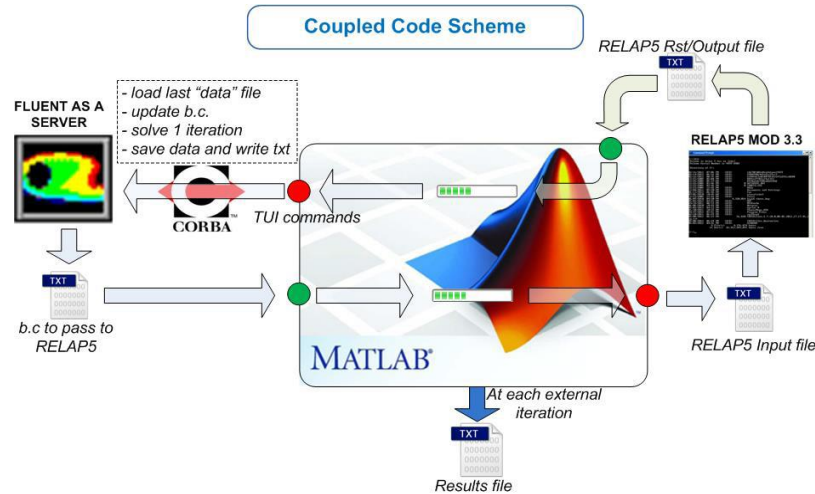 Coupled Code Scheme
RELAP5 Rst/Output file
TXT
- load last "data" file
- update b.c.
- solve 1 iteration
- save data and write txt
FLUENT AS A
SERVER
RELAP5 MOD 3.3
CORBA™
TUI commands
TXT
b.c to pass to
RELAP5
TXT
RELAP5 Input file
MATLAB®
At each external
iteration
TXT
Results file